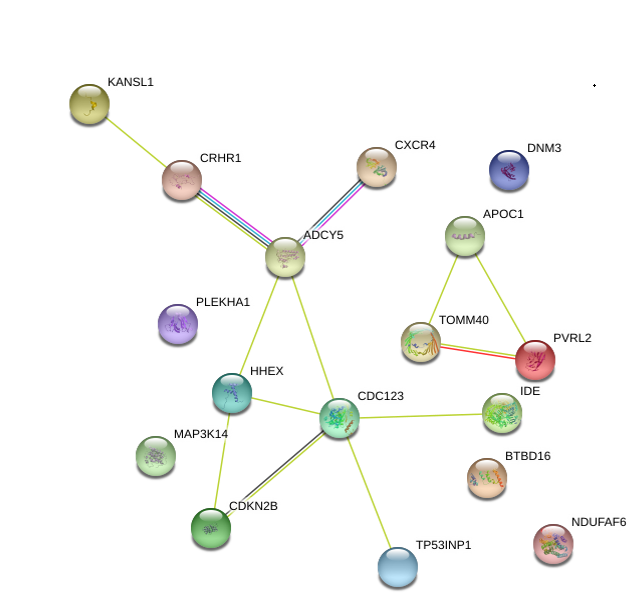 KANSL1
CXCR4
DNM3
CRHR1
APOC1
ADCY5
PLEKHA1
TOMM40
PVRL2
HHEX
IDE
CDC123
MAP3K14
BTBD16
CDKN2B
NDUFAF6
TP53INP1